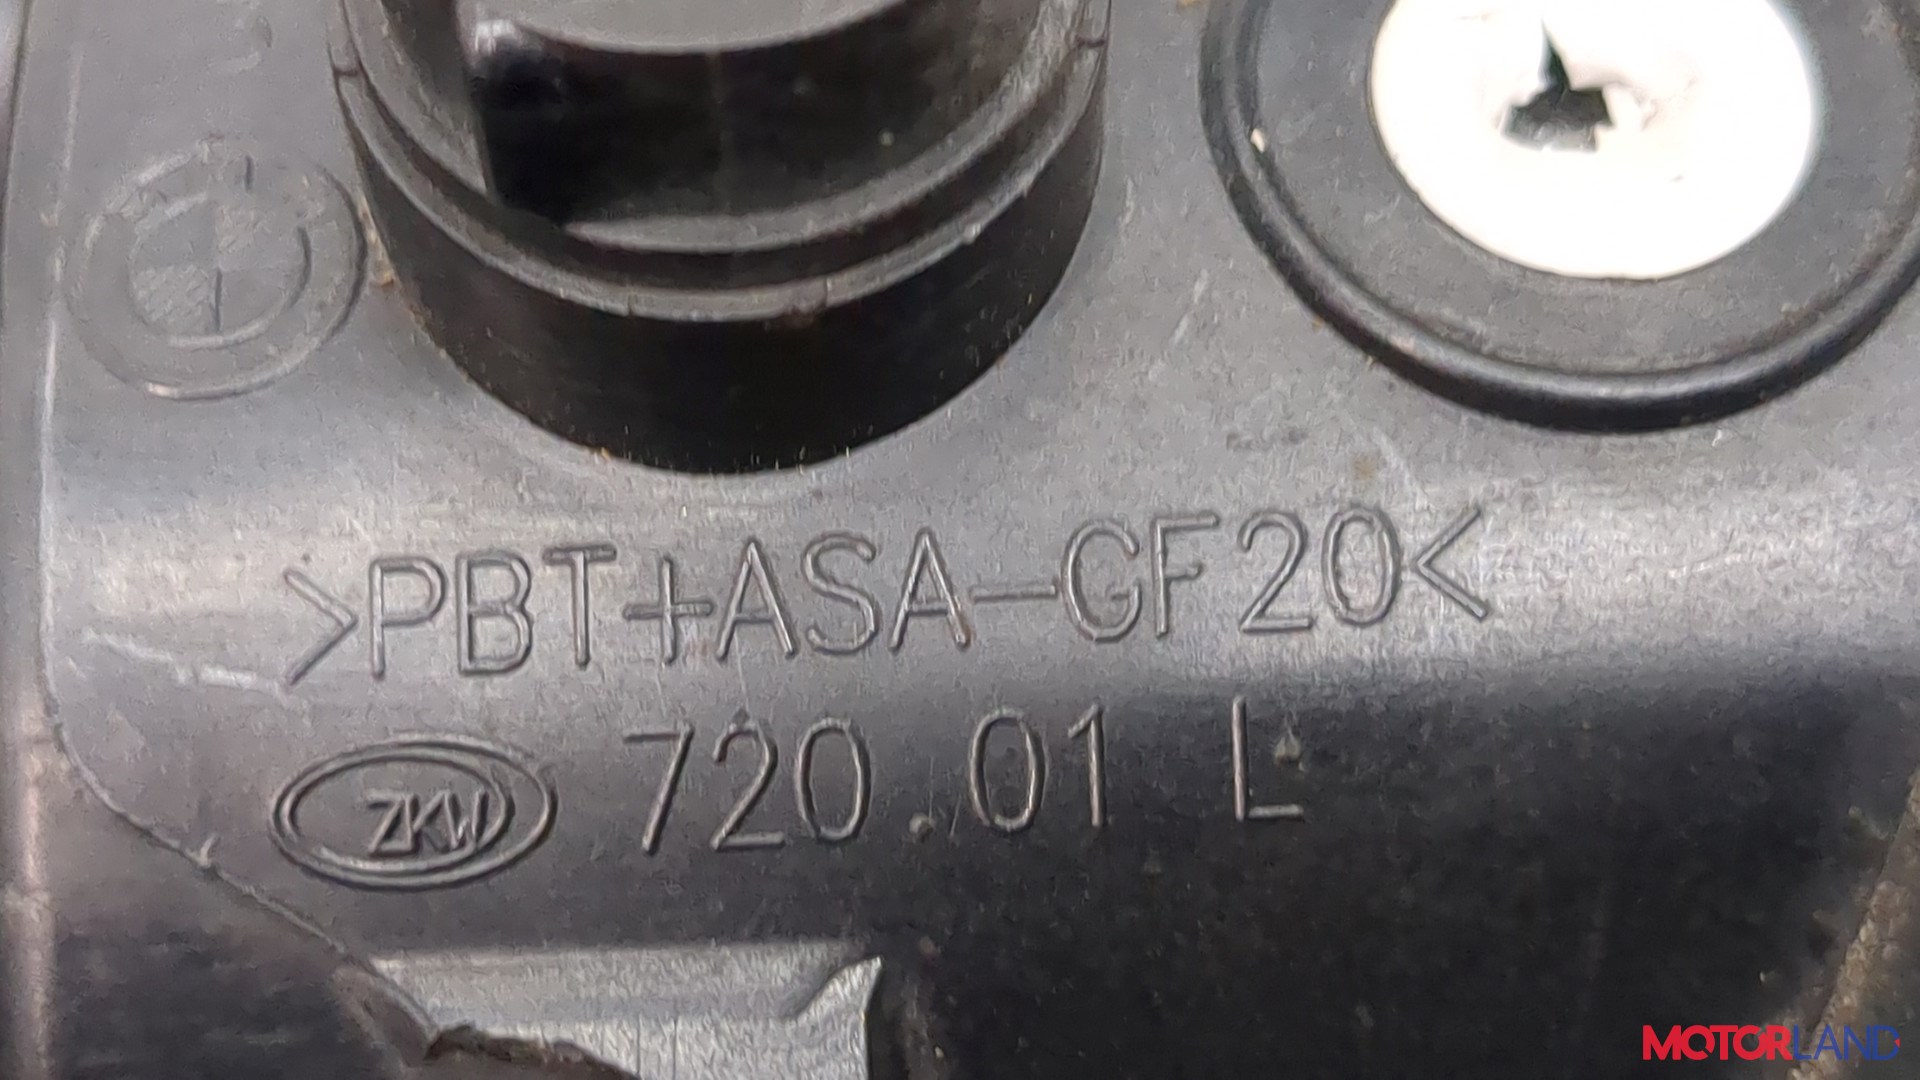 >PBT+ASA-GF20<
ZKW 720.01 L
MOTORLAND